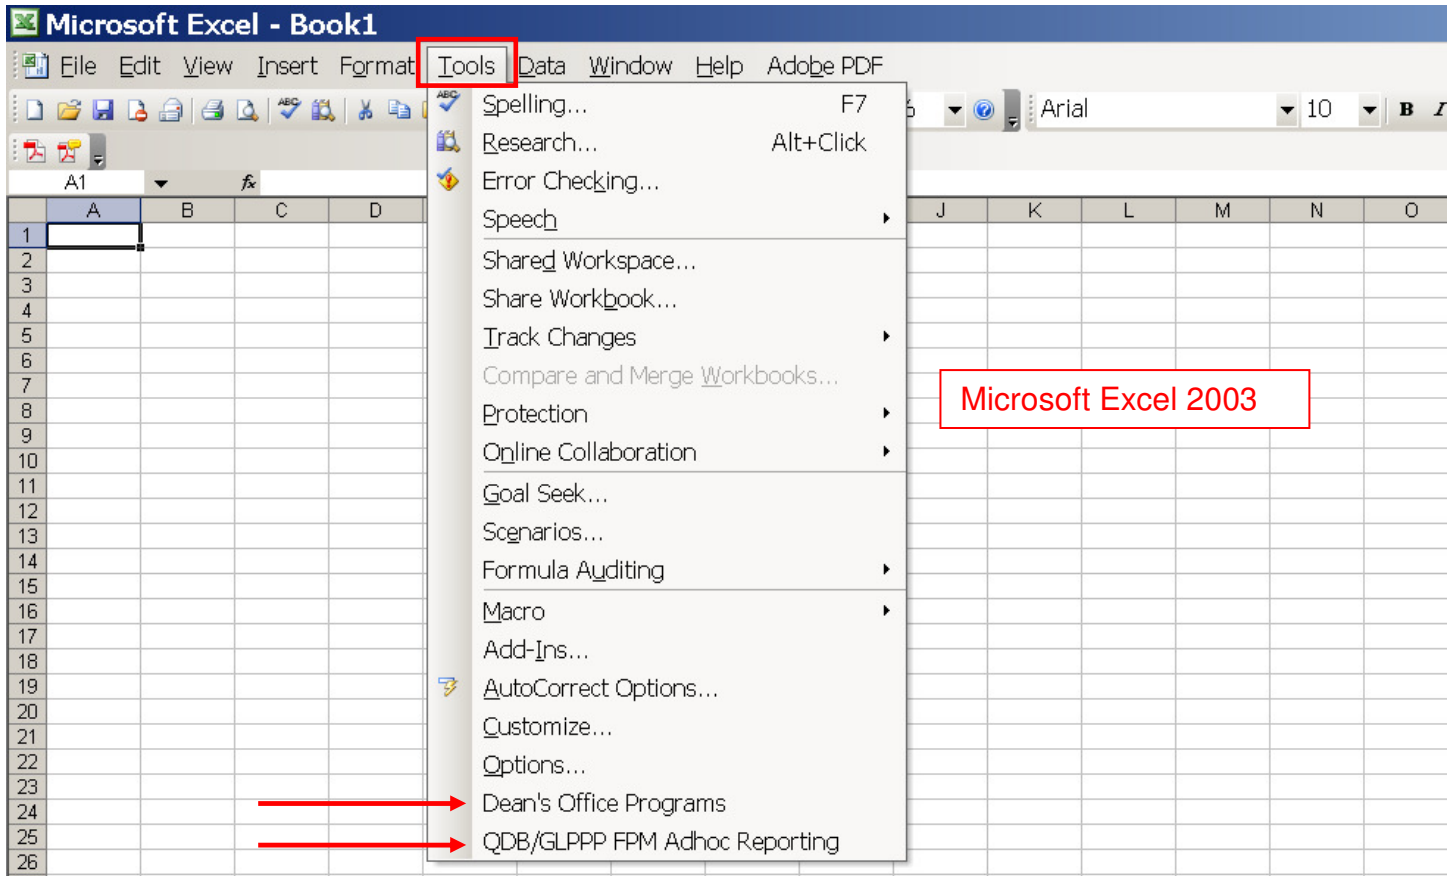 Microsoft Excel - Book1
File Edit View Insert Format Tools Data Window Help Adobe PDF
Arial 10 B I
A1 fx
A B C D J K L M N O
1
2
3
4
5
6
7
8
9
10
11
12
13
14
15
16
17
18
19
20
21
22
23
24
25
26
Spelling... F7
Research... Alt+Click
Error Checking...
Speech
Shared Workspace...
Share Workbook...
Track Changes
Compare and Merge Workbooks...
Protection
Online Collaboration
Goal Seek...
Scenarios...
Formula Auditing
Macro
Add-Ins...
AutoCorrect Options...
Customize...
Options...
Dean's Office Programs
QDB/GLPPP FPM Adhoc Reporting
Microsoft Excel 2003